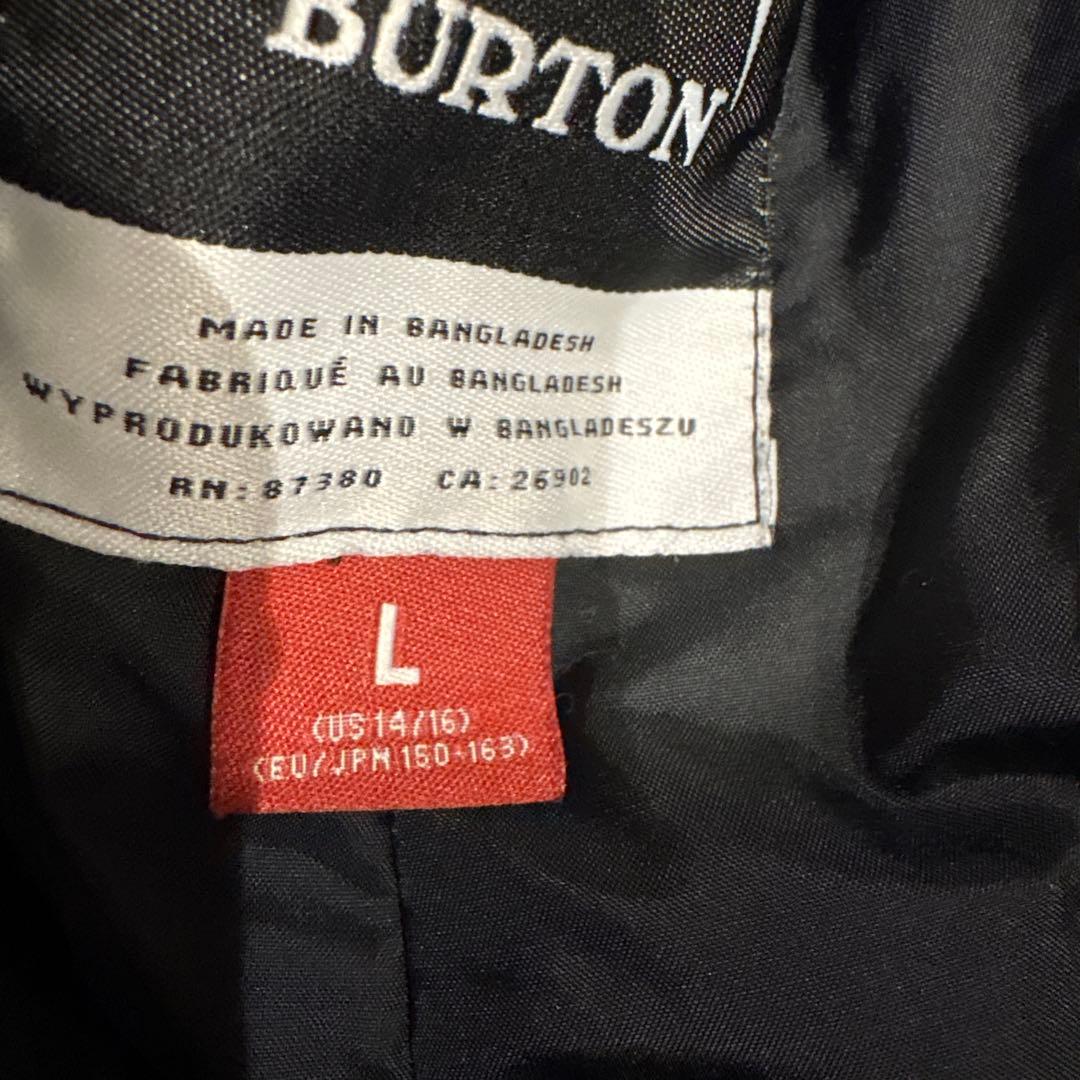 BURTON
MADE IN BANGLADESH
FABRIQUÉ AU BANGLADESH
WYPRODUKOWANO W BANGLADESZU
RN: 87380 CA: 26902
L
(US 14/16)
(EU/JPN 150-163)